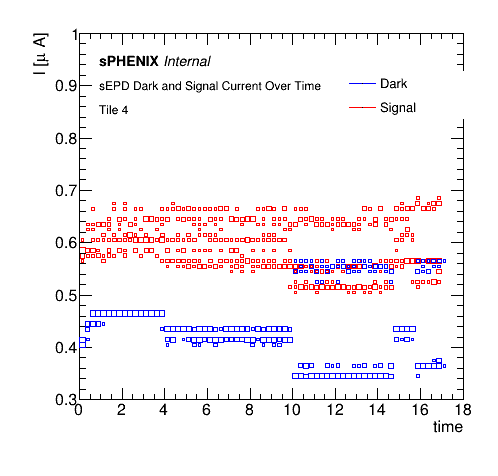 I [μ A]
1
sPHENIX Internal
sEPD Dark and Signal Current Over Time
Tile 4
Dark
Signal
0.9
0.8
0.7
0.6
0.5
0.4
0.3
0 2 4 6 8 10 12 14 16 18
time